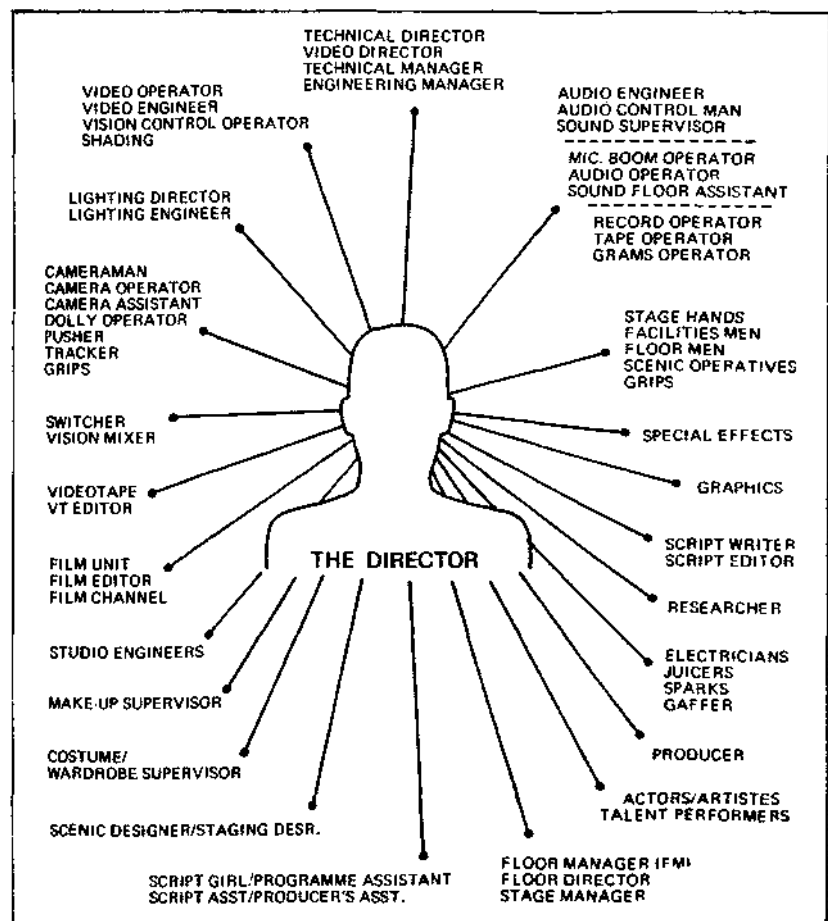 TECHNICAL DIRECTOR
VIDEO DIRECTOR
TECHNICAL MANAGER
ENGINEERING MANAGER
VIDEO OPERATOR
VIDEO ENGINEER
VISION CONTROL OPERATOR
SHADING
AUDIO ENGINEER
AUDIO CONTROL MAN
SOUND SUPERVISOR
MIC. BOOM OPERATOR
AUDIO OPERATOR
SOUND FLOOR ASSISTANT
RECORD OPERATOR
TAPE OPERATOR
GRAMS OPERATOR
LIGHTING DIRECTOR
LIGHTING ENGINEER
CAMERAMAN
CAMERA OPERATOR
CAMERA ASSISTANT
DOLLY OPERATOR
PUSHER
TRACKER
GRIPS
STAGE HANDS
FACILITIES MEN
FLOOR MEN
SCENIC OPERATIVES
GRIPS
SWITCHER
VISION MIXER
SPECIAL EFFECTS
VIDEOTAPE
VT EDITOR
GRAPHICS
FILM UNIT
FILM EDITOR
FILM CHANNEL
THE DIRECTOR
SCRIPT WRITER
SCRIPT EDITOR
RESEARCHER
STUDIO ENGINEERS
ELECTRICIANS
JUICERS
SPARKS
GAFFER
MAKE-UP SUPERVISOR
COSTUME/
WARDROBE SUPERVISOR
PRODUCER
ACTORS/ARTISTES
TALENT PERFORMERS
SCENIC DESIGNER/STAGING DESR.
SCRIPT GIRL/PROGRAMME ASSISTANT
SCRIPT ASST/PRODUCER'S ASST.
FLOOR MANAGER (FM)
FLOOR DIRECTOR
STAGE MANAGER